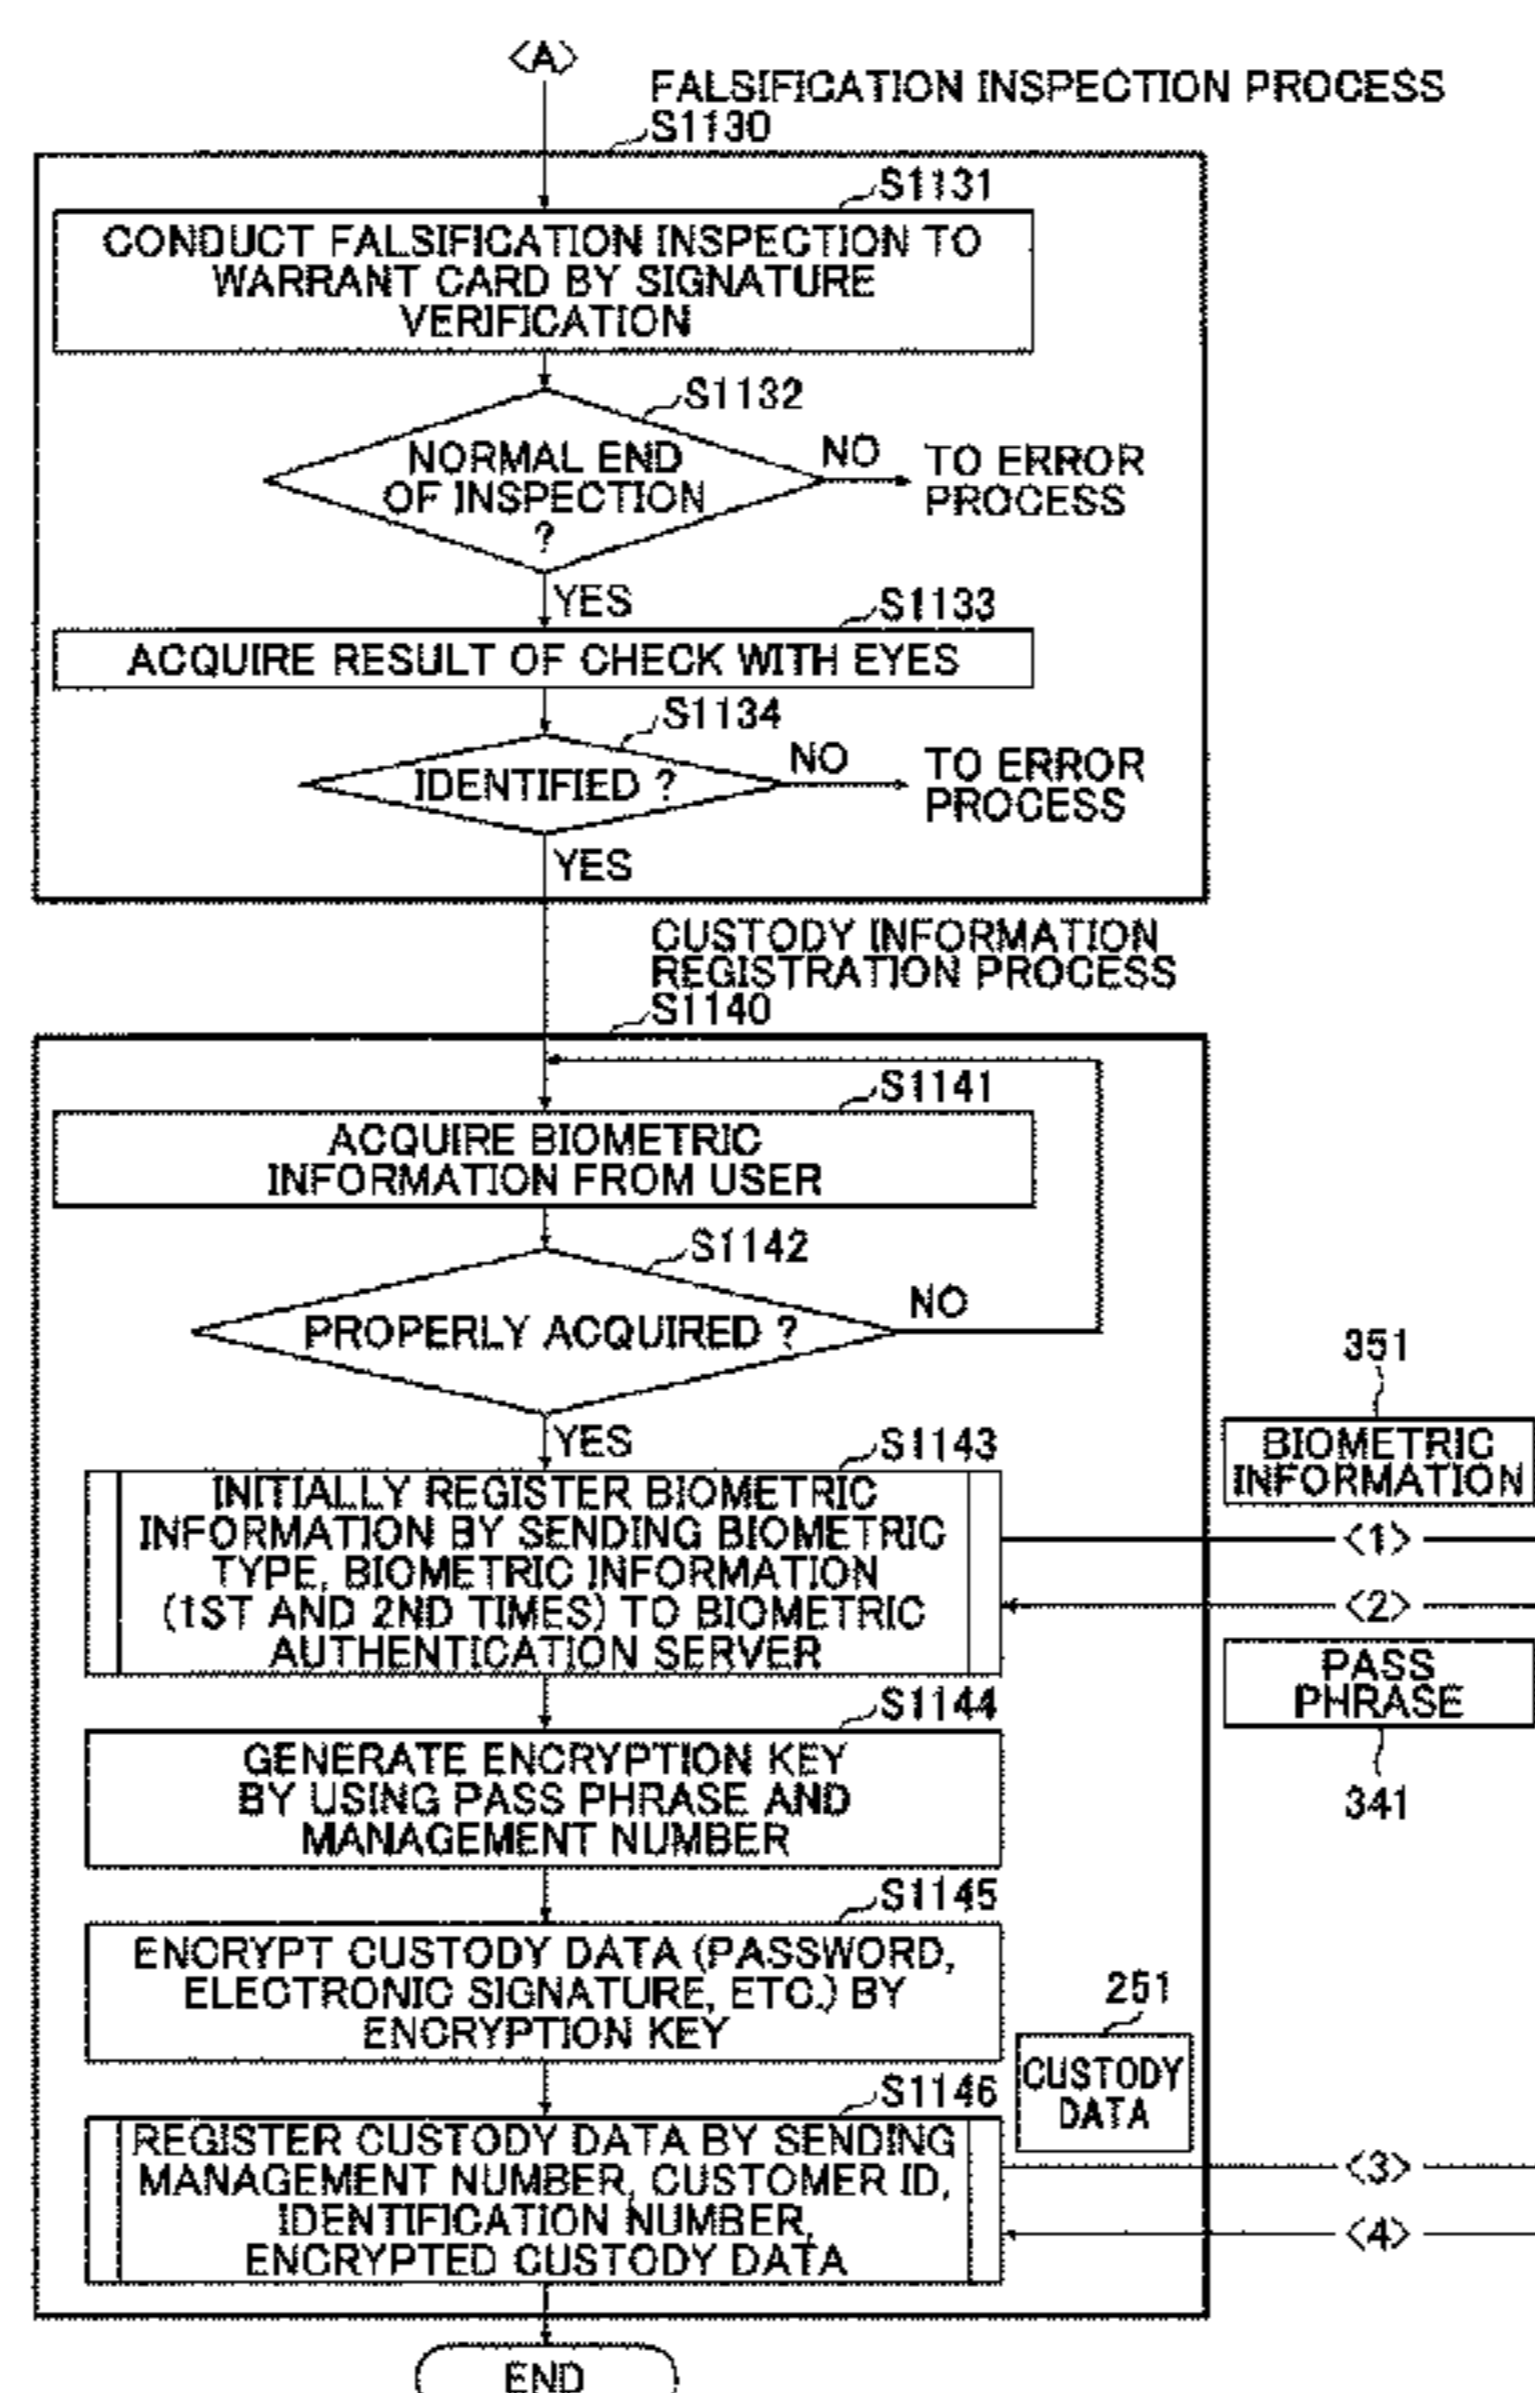 <A>
FALSIFICATION INSPECTION PROCESS
S1130
S1131
CONDUCT FALSIFICATION INSPECTION TO
WARRANT CARD BY SIGNATURE
VERIFICATION
S1132
NORMAL END
OF INSPECTION
?
NO
TO ERROR
PROCESS
YES
S1133
ACQUIRE RESULT OF CHECK WITH EYES
S1134
IDENTIFIED ?
NO
TO ERROR
PROCESS
YES
CUSTODY INFORMATION
REGISTRATION PROCESS
S1140
S1141
ACQUIRE BIOMETRIC
INFORMATION FROM USER
S1142
PROPERLY ACQUIRED ?
NO
YES
351
BIOMETRIC
INFORMATION
S1143
INITIALLY REGISTER BIOMETRIC
INFORMATION BY SENDING BIOMETRIC
TYPE, BIOMETRIC INFORMATION
(1ST AND 2ND TIMES) TO BIOMETRIC
AUTHENTICATION SERVER
<1>
<2>
PASS
PHRASE
341
S1144
GENERATE ENCRYPTION KEY
BY USING PASS PHRASE AND
MANAGEMENT NUMBER
S1145
ENCRYPT CUSTODY DATA (PASSWORD,
ELECTRONIC SIGNATURE, ETC.) BY
ENCRYPTION KEY
251
CUSTODY
DATA
S1146
REGISTER CUSTODY DATA BY SENDING
MANAGEMENT NUMBER, CUSTOMER ID,
IDENTIFICATION NUMBER,
ENCRYPTED CUSTODY DATA
<3>
<4>
END